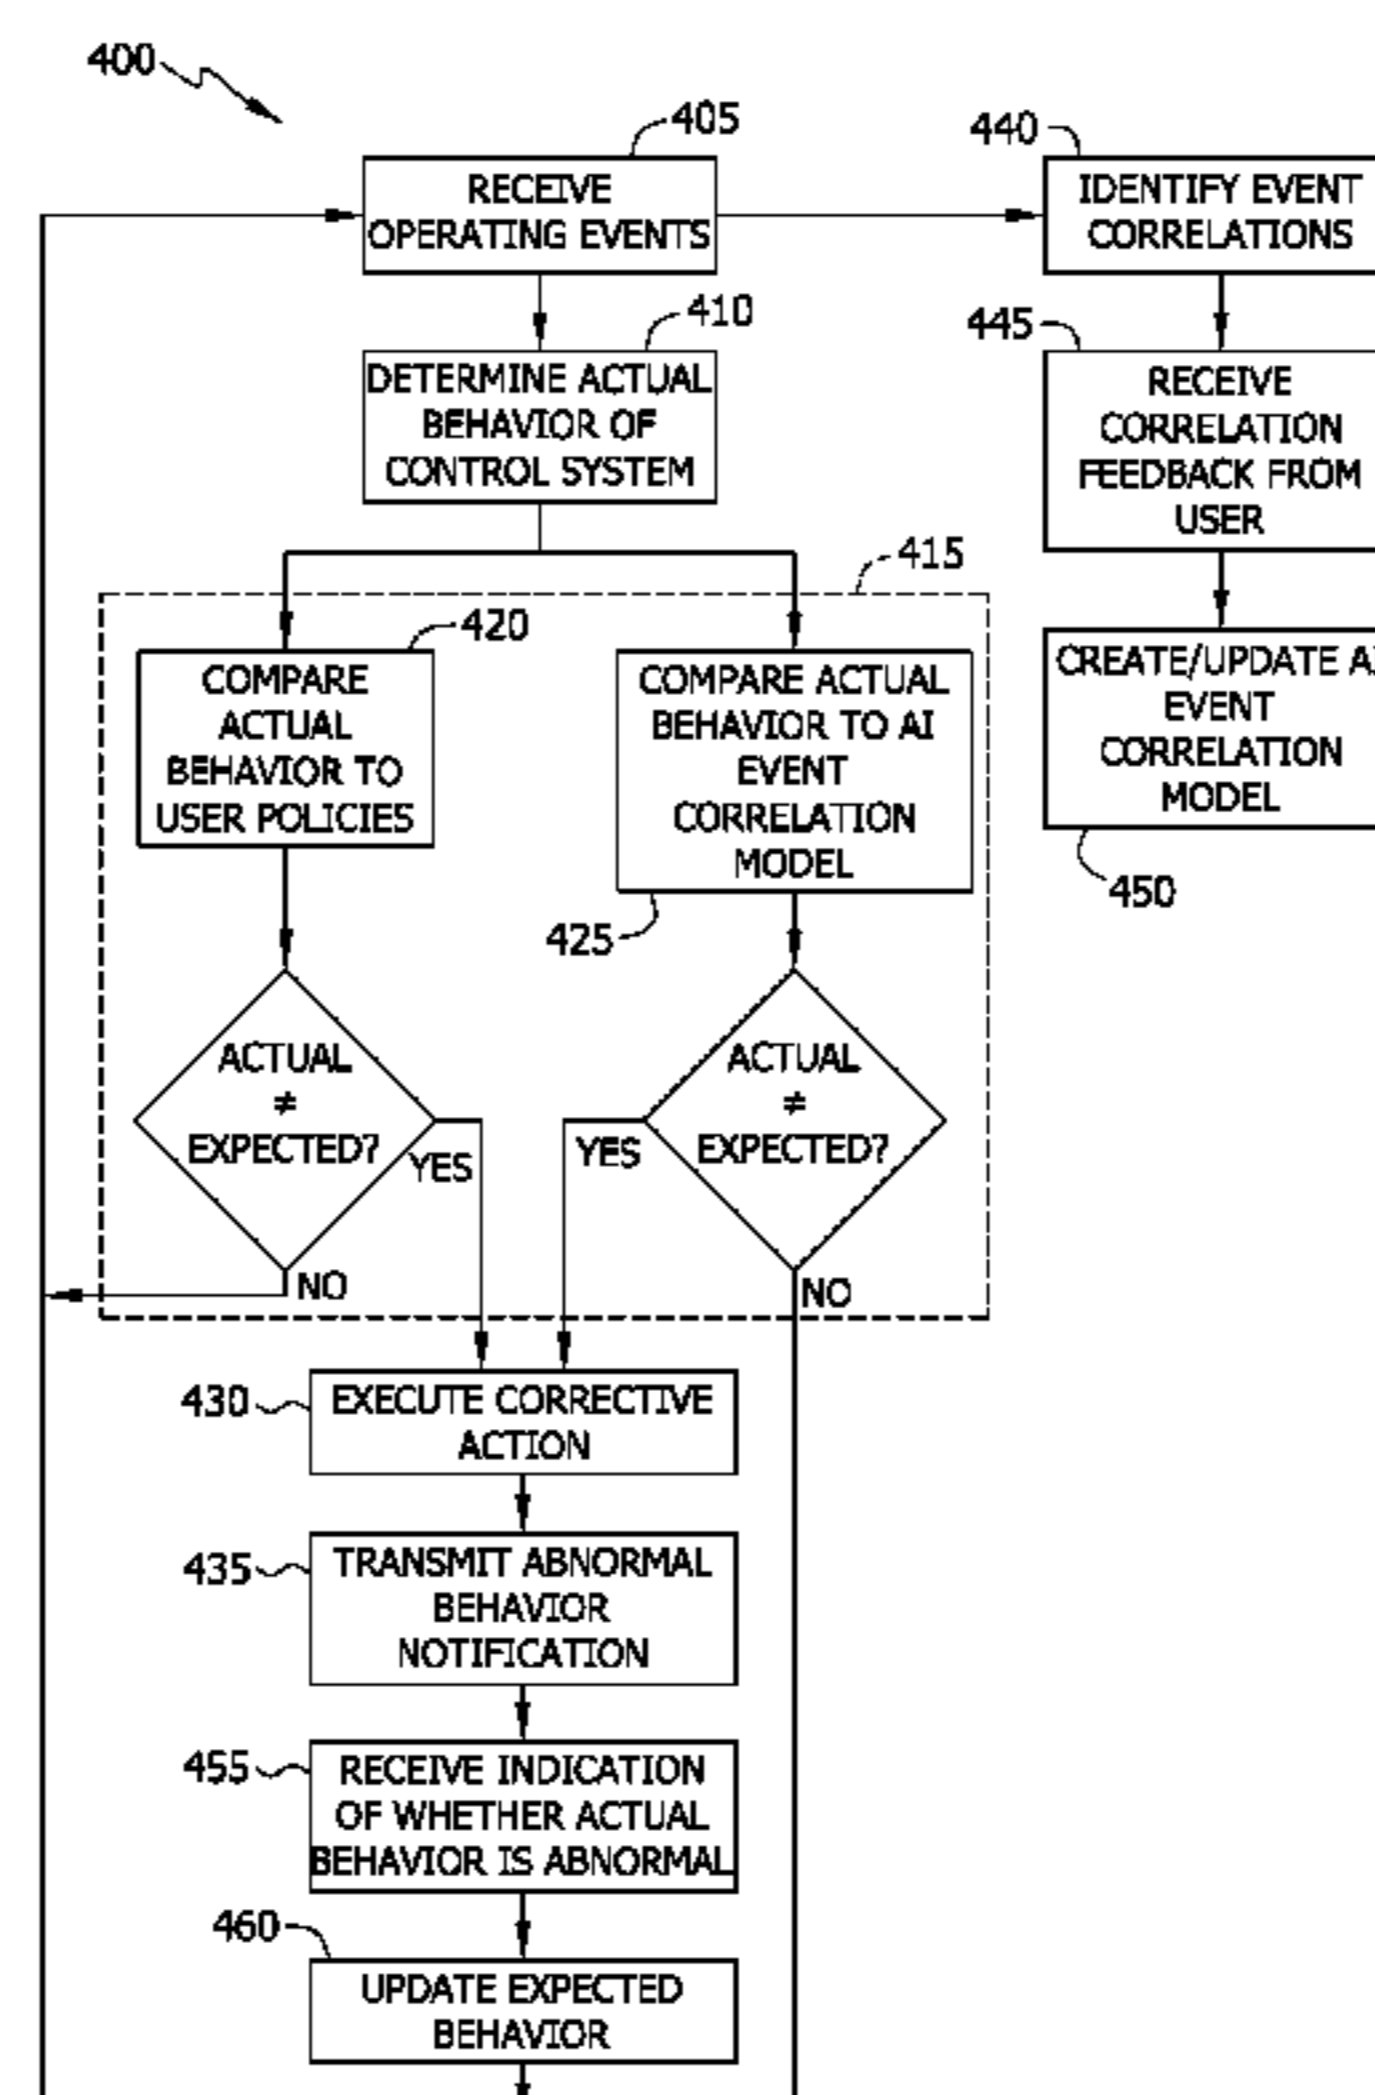 400
405
RECEIVE
OPERATING EVENTS
440
IDENTIFY EVENT
CORRELATIONS
410
DETERMINE ACTUAL
BEHAVIOR OF
CONTROL SYSTEM
445
RECEIVE
CORRELATION
FEEDBACK FROM
USER
415
420
COMPARE
ACTUAL
BEHAVIOR TO
USER POLICIES
COMPARE ACTUAL
BEHAVIOR TO AI
EVENT
CORRELATION
MODEL
425
CREATE/UPDATE AI
EVENT
CORRELATION
MODEL
450
ACTUAL
≠
EXPECTED?
YES
NO
ACTUAL
≠
EXPECTED?
YES
NO
430
EXECUTE CORRECTIVE
ACTION
435
TRANSMIT ABNORMAL
BEHAVIOR
NOTIFICATION
455
RECEIVE INDICATION
OF WHETHER ACTUAL
BEHAVIOR IS ABNORMAL
460
UPDATE EXPECTED
BEHAVIOR